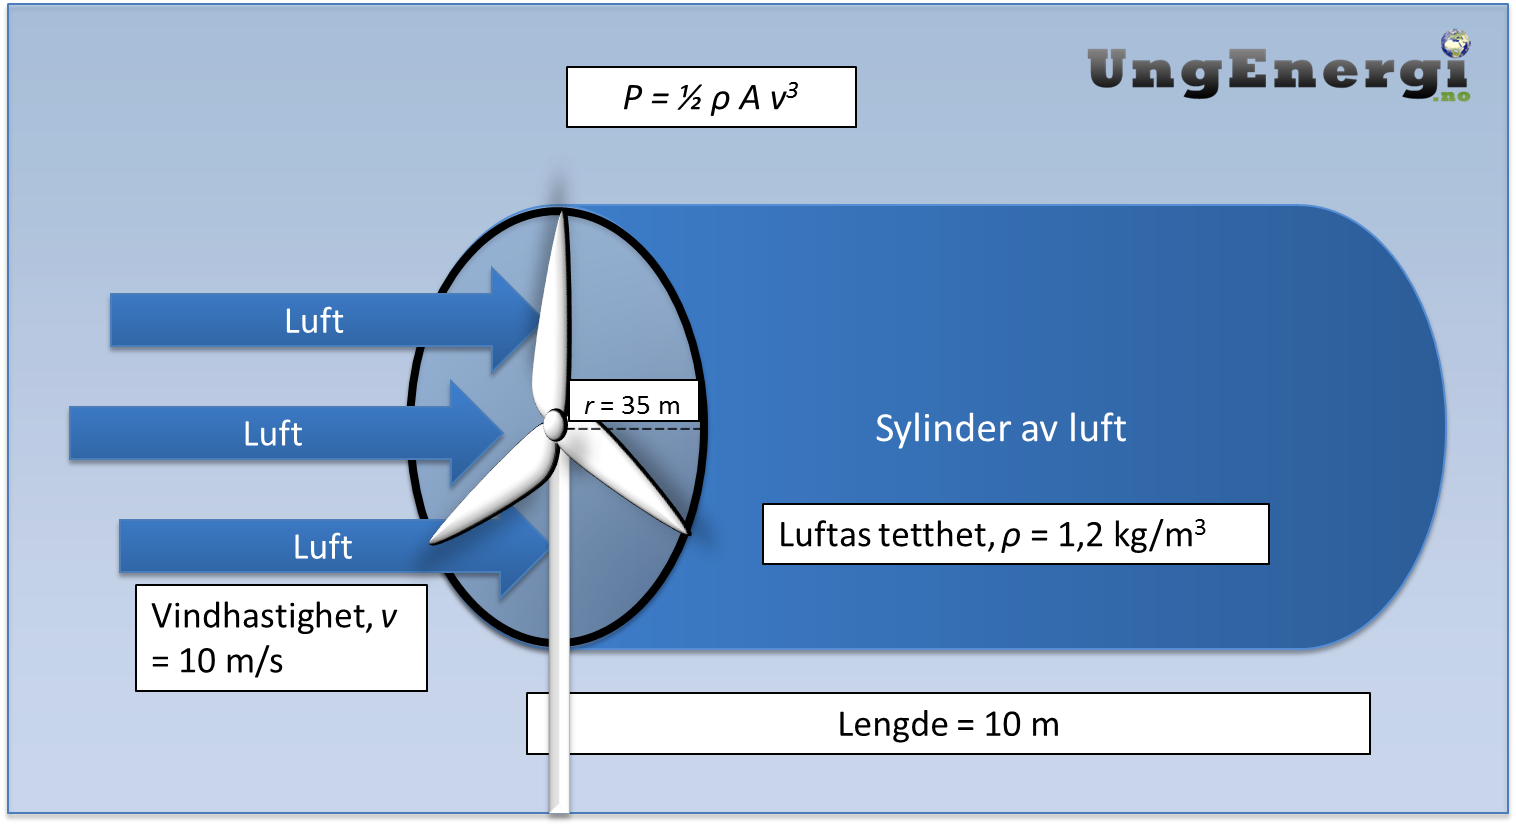 UngEnergi
.no
P = ½ ρ A v³
Luft
Luft
Luft
r = 35 m
Sylinder av luft
Luftas tetthet, ρ = 1,2 kg/m³
Vindhastighet, v
= 10 m/s
Lengde = 10 m